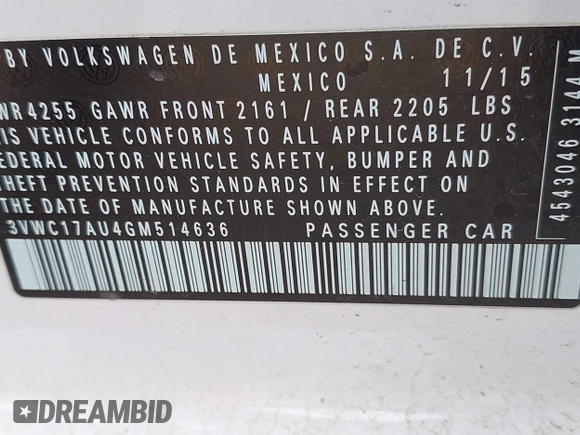 BY VOLKSWAGEN DE MEXICO S.A. DE C.V.
MEXICO 11/15
WR4255 GAWR FRONT 2161 / REAR 2205 LBS
IS VEHICLE CONFORMS TO ALL APPLICABLE U.S.
EDERAL MOTOR VEHICLE SAFETY, BUMPER AND
HEFT PREVENTION STANDARDS IN EFFECT ON
THE DATE OF MANUFACTURE SHOWN ABOVE.
3VWC17AU4GM514636 PASSENGER CAR
4543046 3144 M
DREAMBID